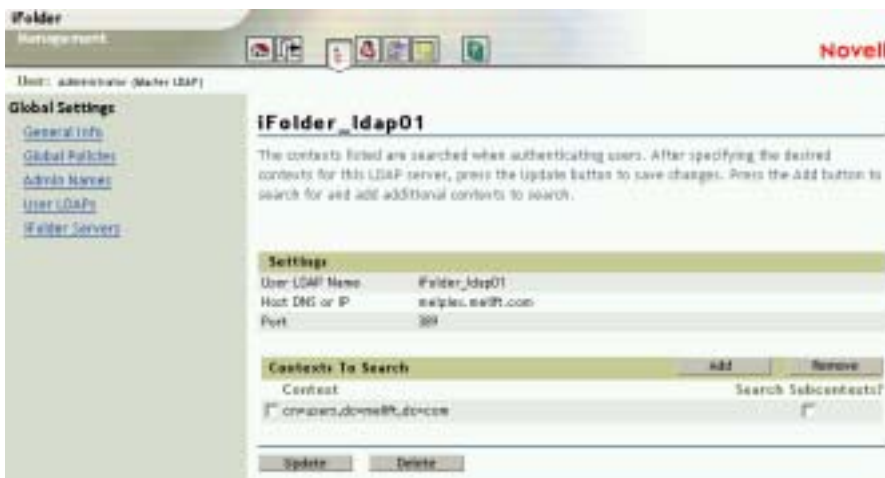 iFolder
Management
Novell
User: administrator (Master LDAP)
Global Settings
General Info
Global Policies
Admin Names
User LDAPs
iFolder Servers
iFolder_ldap01
The contexts listed are searched when authenticating users. After specifying the desired
contexts for this LDAP server, press the Update button to save changes. Press the Add button to
search for and add additional contexts to search.
Settings
User LDAP Name iFolder_ldap01
Host DNS or IP
Port 389
Contexts To Search Add Remove
Context Search Subcontexts?
Update Delete